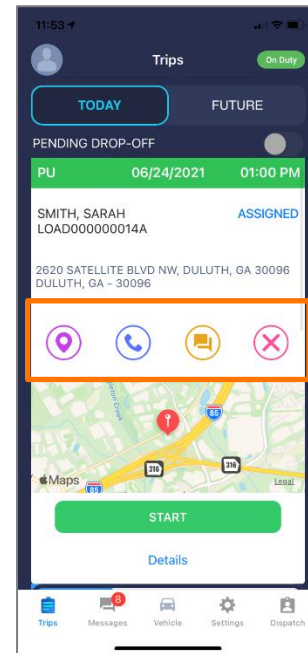 11:53
Trips
On Duty
TODAY FUTURE
PENDING DROP-OFF
PU 06/24/2021 01:00 PM
SMITH, SARAH ASSIGNED
LOAD000000014A
2620 SATELLITE BLVD NW, DULUTH, GA 30096
DULUTH, GA - 30096
85
316 316
Maps Legal
85
START
Details
8
Trips Messages Vehicle Settings Dispatch